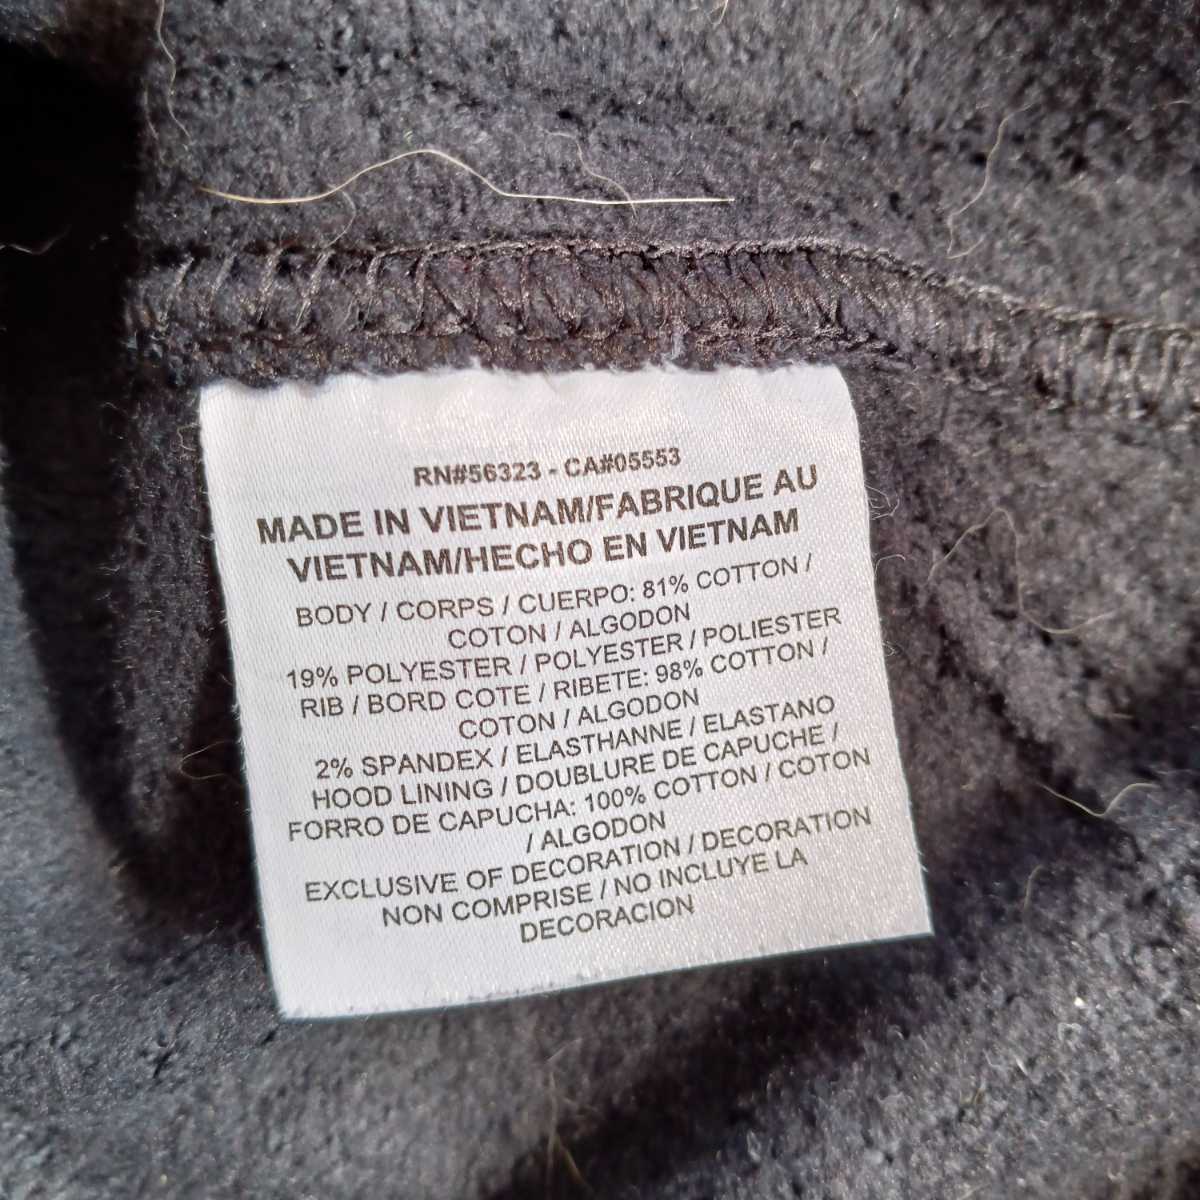 RN#56323 - CA#05553
MADE IN VIETNAM/FABRIQUE AU
VIETNAM/HECHO EN VIETNAM
BODY / CORPS / CUERPO: 81% COTTON /
COTON / ALGODON
19% POLYESTER / POLYESTER / POLIESTER
RIB / BORD COTE / RIBETE: 98% COTTON /
COTON / ALGODON
2% SPANDEX / ELASTHANNE / ELASTANO
HOOD LINING / DOUBLURE DE CAPUCHE /
FORRO DE CAPUCHA: 100% COTTON / COTON
/ ALGODON
EXCLUSIVE OF DECORATION / DECORATION
NON COMPRISE / NO INCLUYE LA
DECORACION